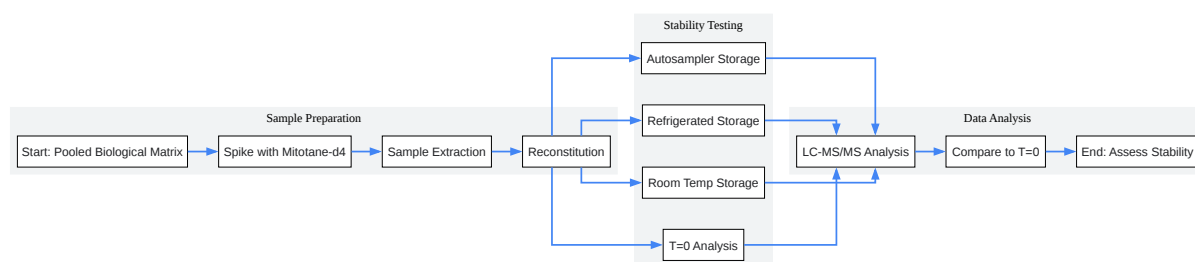 Stability Testing
Autosampler Storage
Sample Preparation
Refrigerated Storage
Data Analysis
Start: Pooled Biological Matrix
Spike with Mitotane-d4
Sample Extraction
Reconstitution
LC-MS/MS Analysis
Compare to T=0
End: Assess Stability
Room Temp Storage
T=0 Analysis